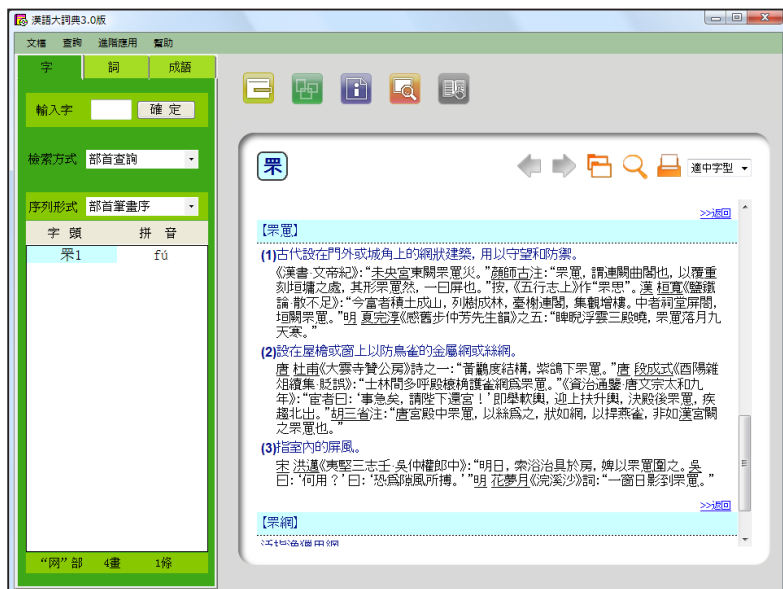 漢語大詞典3.0版
文檔 查詢 進階應用 幫助
字 詞 成語
輸入字 確定
檢索方式 部首查詢
序列形式 部首筆畫序
字 頭 拼 音
罘1 fú
“网”部 4畫 1條
罘
適中字型
>>返回
【罘罳】
(1)古代設在門外或城角上的網狀建築，用以守望和防禦。
《漢書·文帝紀》：“未央宮東闕罘罳災。”顏師古注：“罘罳，謂連闕曲閣也，以覆重
刻垣墉之處，其形罘罳然，一曰屏也。”按，《五行志上》作“罘思”。漢 桓寬《鹽鐵
論·散不足》：“今富者積土成山，列樹成林，臺榭連閣，集觀增樓。中者祠堂屏閤，
垣闕罘罳。”明 夏完淳《感舊步仲芳先生韻》之五：“睥睨浮雲三殿曉，罘罳落月九
天寒。”
(2)設在屋檐或窗上以防鳥雀的金屬網或絲網。
唐 杜甫《大雲寺贊公房》詩之一：“黃鸝度結構，紫鴿下罘罳。”唐 段成式《酉陽雜
俎續集·貶誤》：“士林間多呼殿榱桷護雀網爲罘罳。”《資治通鑒·唐文宗太和九
年》：“宦者曰：‘事急矣，請陛下還宮！’即舉軟輿，迎上扶升輿，決殿後罘罳，疾
趨北出。”胡三省注：“唐宮殿中罘罳，以絲爲之，狀如網，以捍燕雀，非如漢宮闕
之罘罳也。”
(3)指室內的屏風。
宋 洪邁《夷堅三志壬·吳仲權郎中》：“明日，索浴治具於房，婢以罘罳圍之。吳
曰：‘何用？’曰：‘恐爲隙風所搏。’”明 花夢月《浣溪沙》詞：“一窗日影到罘罳。”
>>返回
【罘網】
泛指漁獵用網